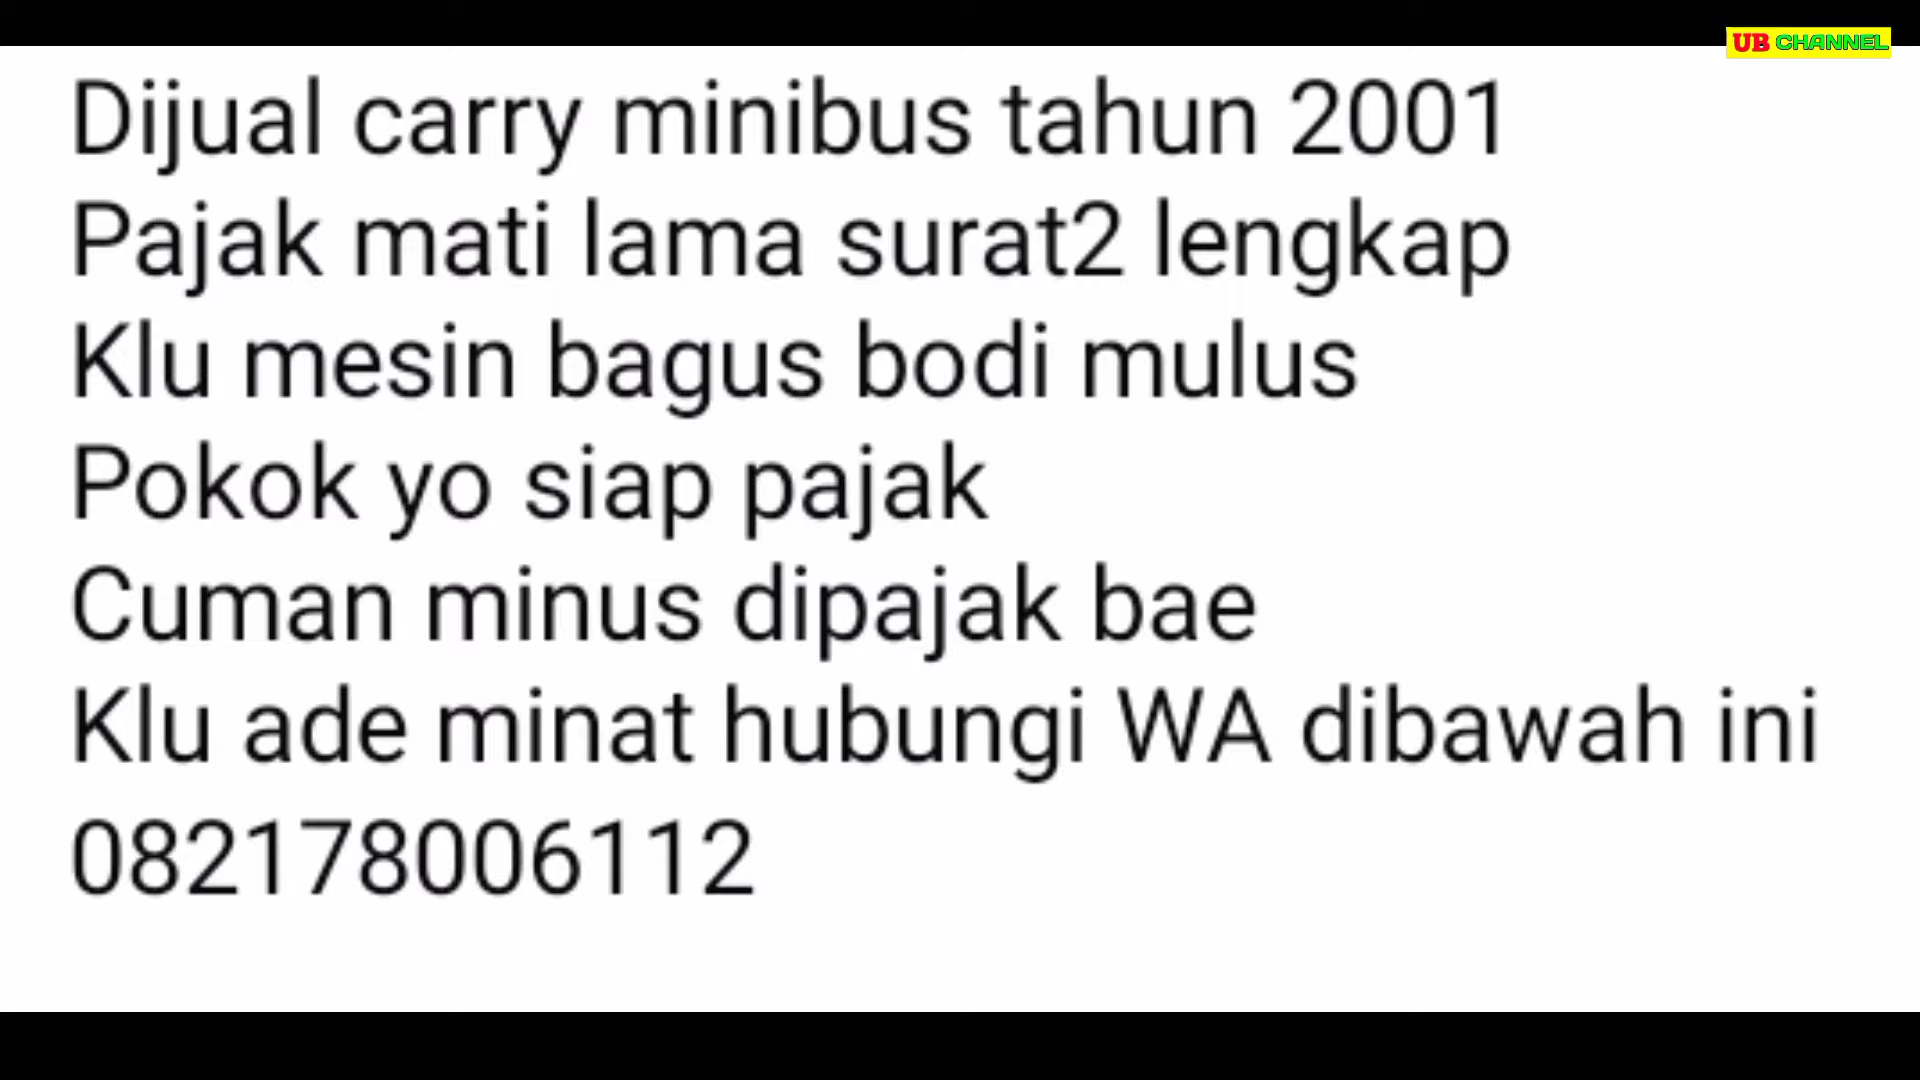 UB CHANNEL
Dijual carry minibus tahun 2001
Pajak mati lama surat2 lengkap
Klu mesin bagus bodi mulus
Pokok yo siap pajak
Cuman minus dipajak bae
Klu ade minat hubungi WA dibawah ini
082178006112